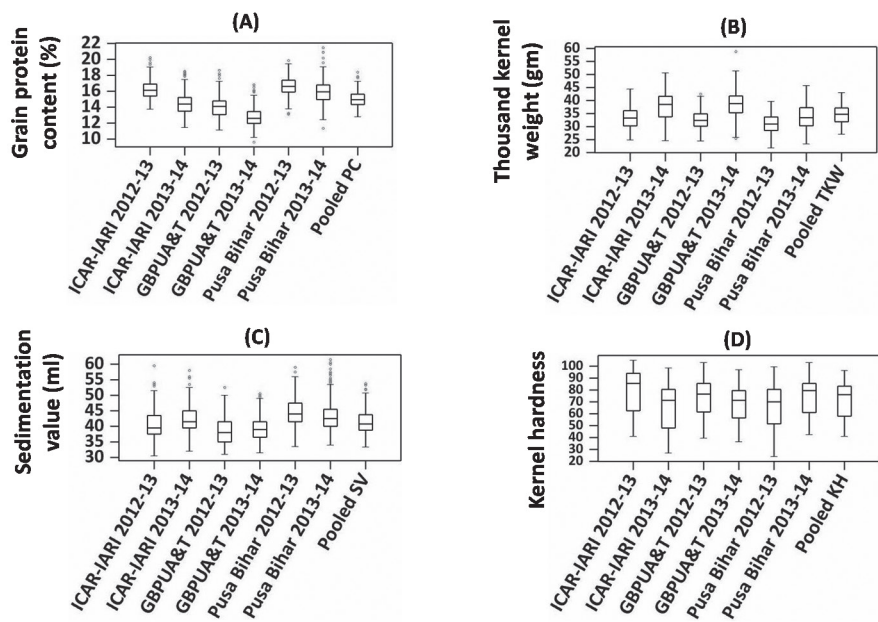 (A)
Grain protein
content (%)
22
20
18
16
14
12
10
ICAR-IARI 2012-13
ICAR-IARI 2013-14
GBPUA&T 2012-13
GBPUA&T 2013-14
Pusa Bihar 2012-13
Pusa Bihar 2013-14
Pooled PC
(B)
Thousand kernel
weight (gm)
60
55
50
45
40
35
30
25
20
ICAR-IARI 2012-13
ICAR-IARI 2013-14
GBPUA&T 2012-13
GBPUA&T 2013-14
Pusa Bihar 2012-13
Pusa Bihar 2013-14
Pooled TKW
(C)
Sedimentation
value (ml)
60
55
50
45
40
35
30
ICAR-IARI 2012-13
ICAR-IARI 2013-14
GBPUA&T 2012-13
GBPUA&T 2013-14
Pusa Bihar 2012-13
Pusa Bihar 2013-14
Pooled SV
(D)
Kernel hardness
100
90
80
70
60
50
40
30
20
ICAR-IARI 2012-13
ICAR-IARI 2013-14
GBPUA&T 2012-13
GBPUA&T 2013-14
Pusa Bihar 2012-13
Pusa Bihar 2013-14
Pooled KH